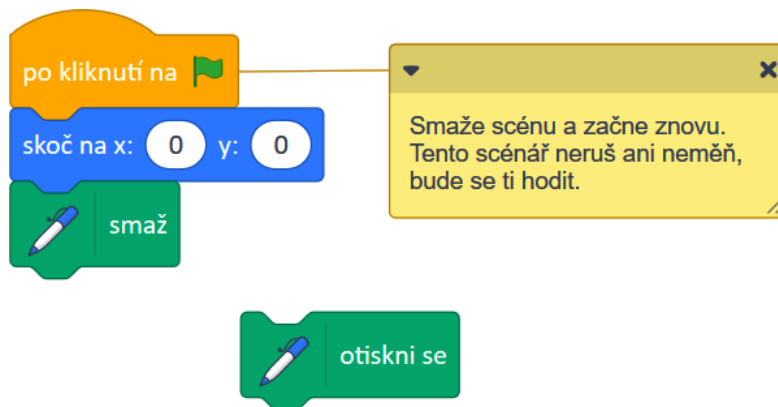 po kliknutí na
skoč na x: 0 y: 0
smaž
Smaže scénu a začne znovu.
Tento scénář neruš ani neměň,
bude se ti hodit.
otiskni se